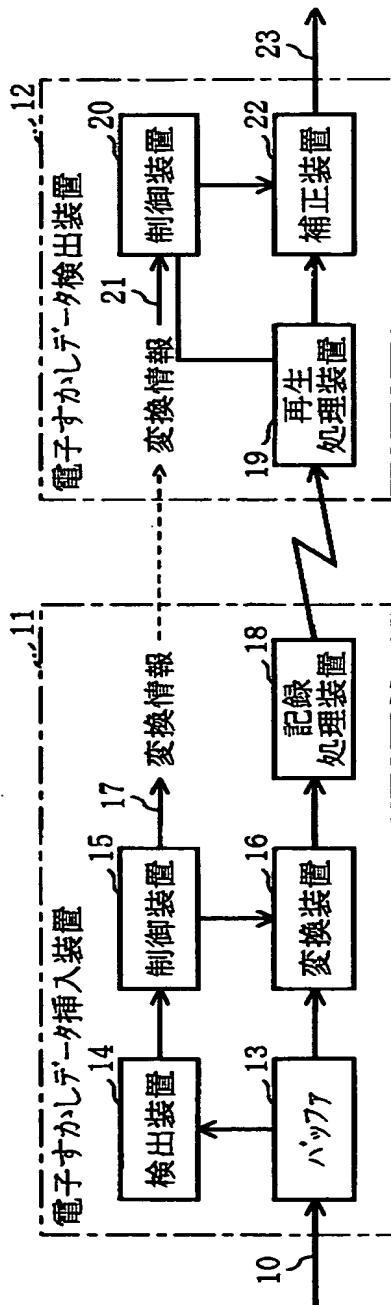 電子すかしデータ挿入装置
11
検出装置
14
制御装置
15
17
変換情報
10
バッファ
13
変換装置
16
記録
処理装置
18
電子すかしデータ検出装置
12
変換情報
21
制御装置
20
再生
処理装置
19
補正装置
22
23